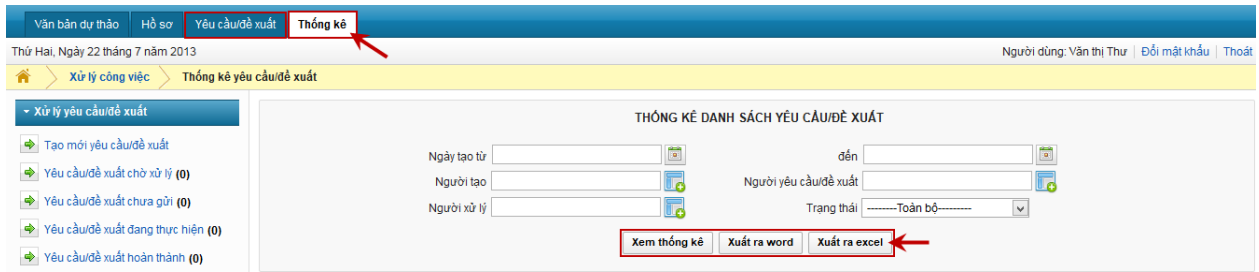 Văn bản dự thảo Hồ sơ Yêu cầu/đề xuất Thống kê
Thứ Hai, Ngày 22 tháng 7 năm 2013 Người dùng: Văn thị Thư Đổi mật khẩu Thoát
Xử lý công việc Thống kê yêu cầu/đề xuất
Xử lý yêu cầu/đề xuất
Tạo mới yêu cầu/đề xuất
Yêu cầu/đề xuất chờ xử lý (0)
Yêu cầu/đề xuất chưa gửi (0)
Yêu cầu/đề xuất đang thực hiện (0)
Yêu cầu/đề xuất hoàn thành (0)
THỐNG KÊ DANH SÁCH YÊU CẦU/ĐỀ XUẤT
Ngày tạo từ đến
Người tạo Người yêu cầu/đề xuất
Người xử lý Trạng thái --------Toàn bộ---------
Xem thống kê Xuất ra word Xuất ra excel